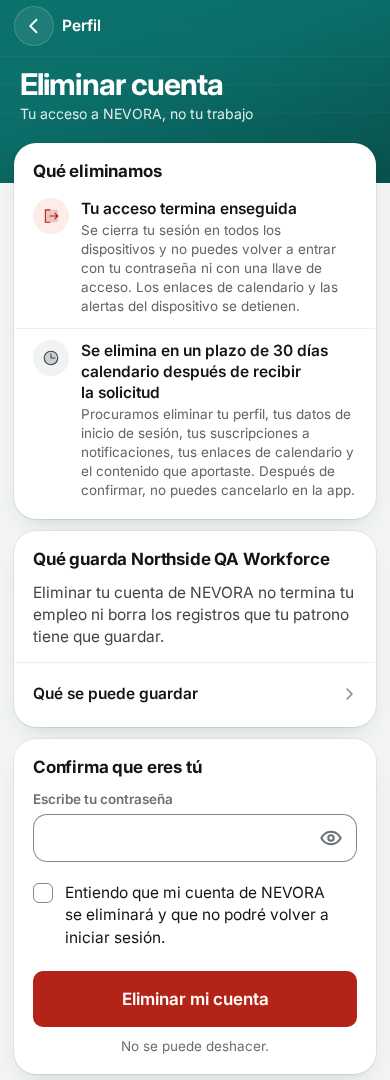 Perfil
Eliminar cuenta
Tu acceso a NEVORA, no tu trabajo
Qué eliminamos
Tu acceso termina enseguida
Se cierra tu sesión en todos los
dispositivos y no puedes volver a entrar
con tu contraseña ni con una llave de
acceso. Los enlaces de calendario y las
alertas del dispositivo se detienen.
Se elimina en un plazo de 30 días
calendario después de recibir
la solicitud
Procuramos eliminar tu perfil, tus datos de
inicio de sesión, tus suscripciones a
notificaciones, tus enlaces de calendario y
el contenido que aportaste. Después de
confirmar, no puedes cancelarlo en la app.
Qué guarda Northside QA Workforce
Eliminar tu cuenta de NEVORA no termina tu
empleo ni borra los registros que tu patrono
tiene que guardar.
Qué se puede guardar
Confirma que eres tú
Escribe tu contraseña
Entiendo que mi cuenta de NEVORA
se eliminará y que no podré volver a
iniciar sesión.
Eliminar mi cuenta
No se puede deshacer.